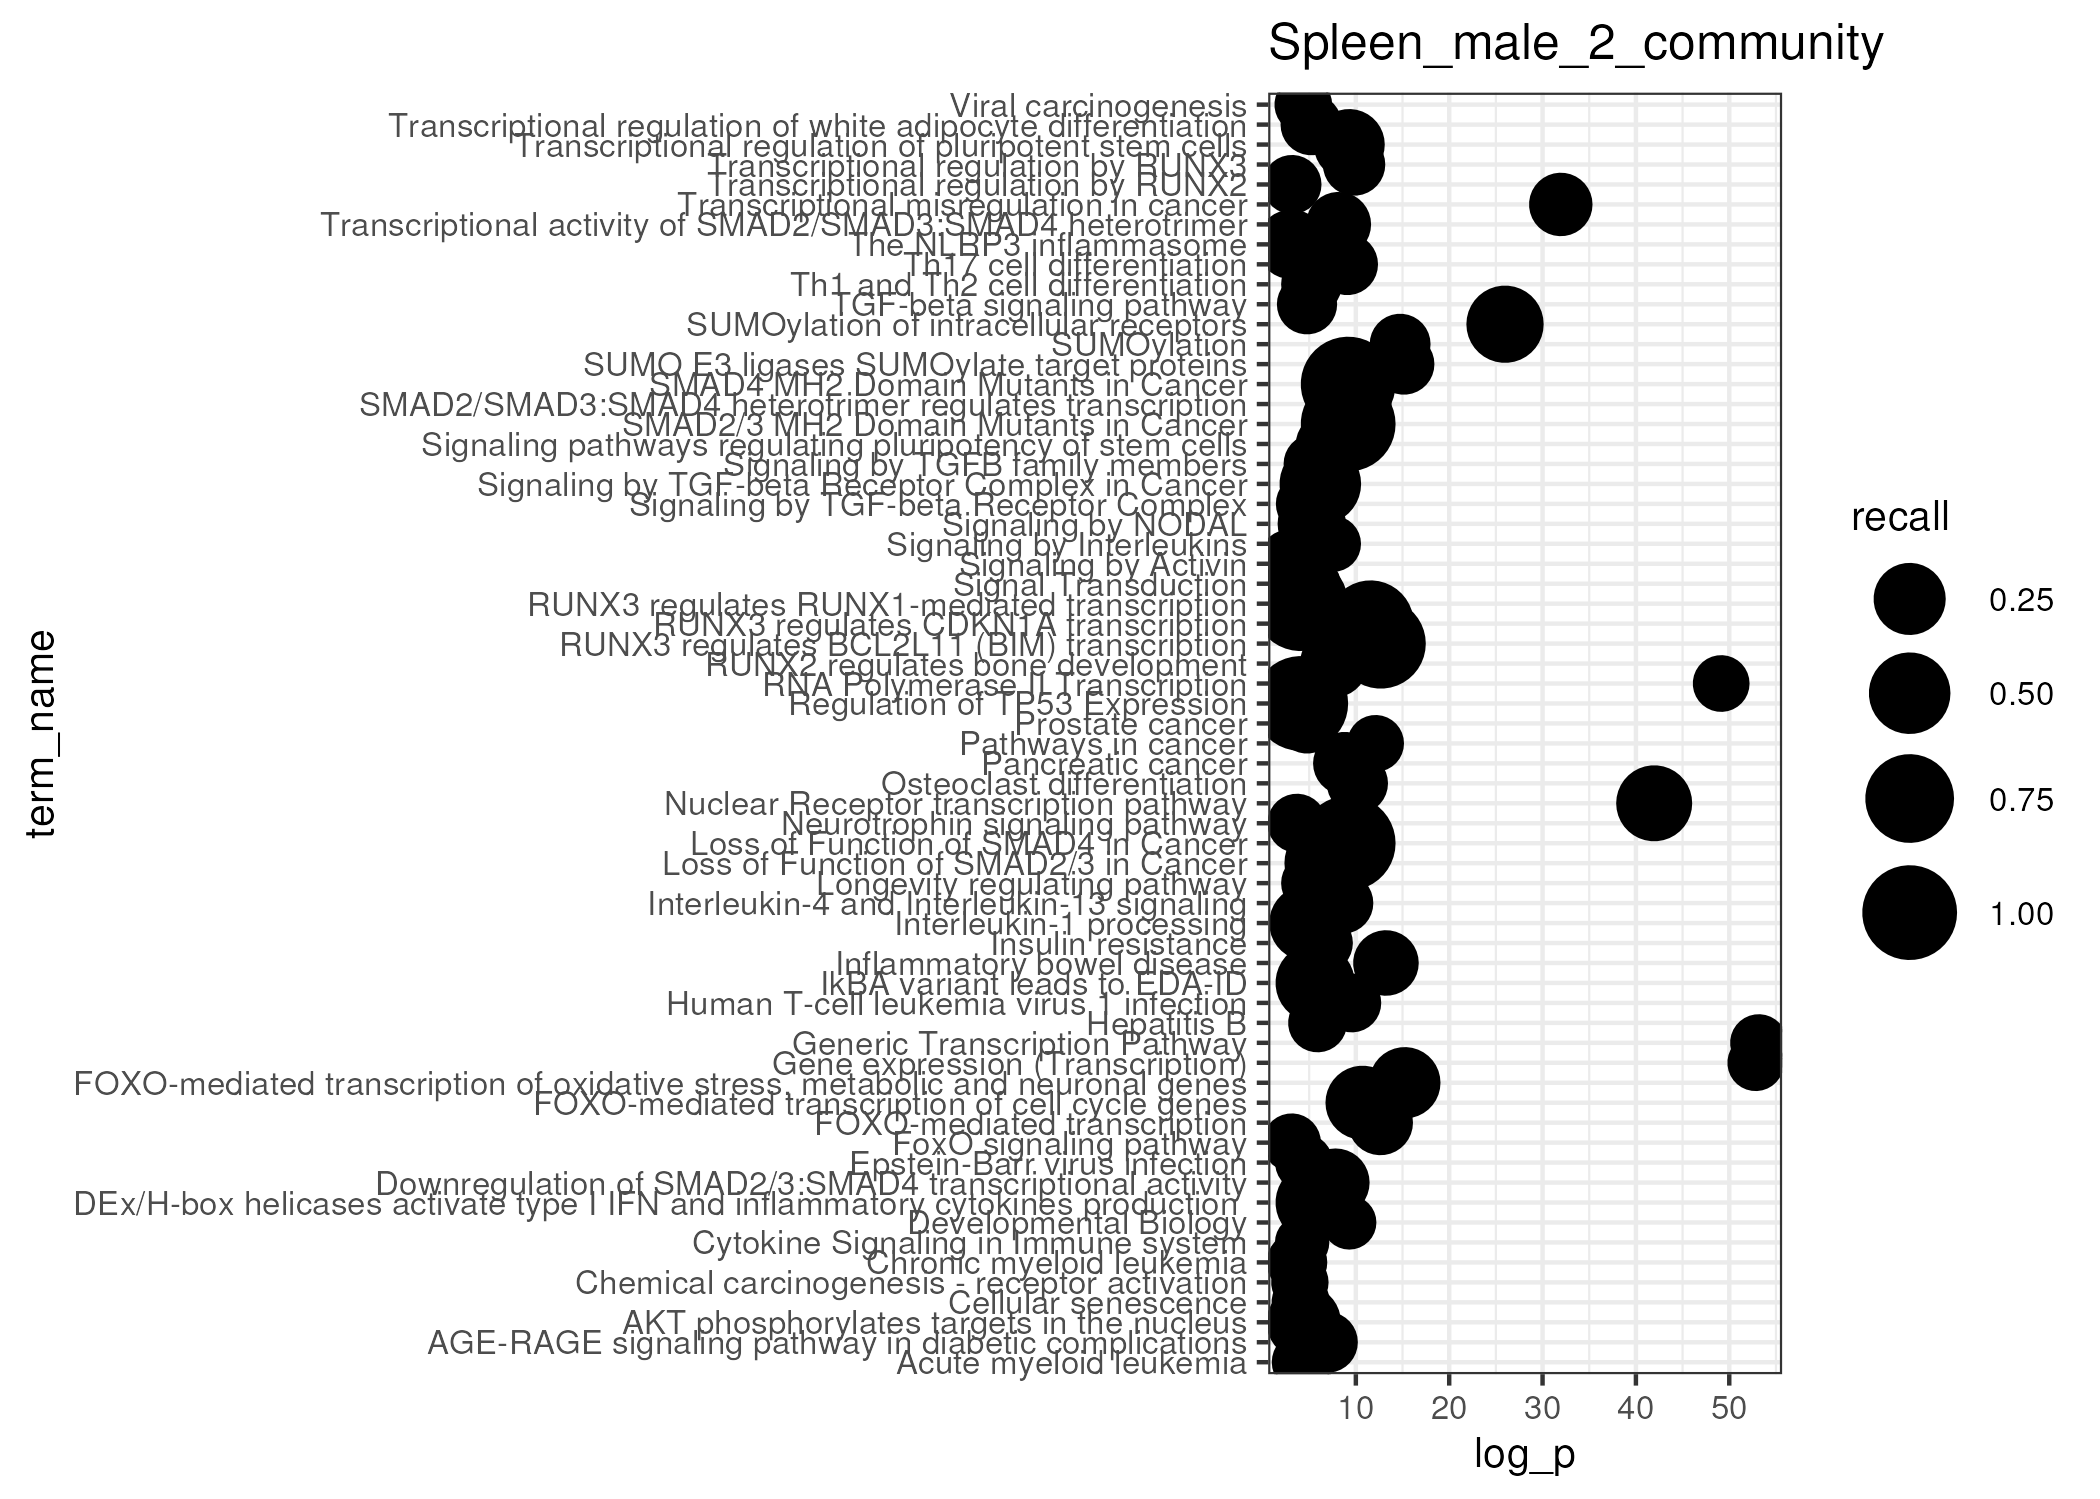 Spleen_male_2_community
Viral carcinogenesis
Transcriptional regulation of white adipocyte differentiation
Transcriptional regulation of pluripotent stem cells
Transcriptional regulation by RUNX3
Transcriptional regulation by RUNX2
Transcriptional misregulation in cancer
Transcriptional activity of SMAD2/SMAD3:SMAD4 heterotrimer
The NLRP3 inflammasome
Th17 cell differentiation
Th1 and Th2 cell differentiation
TGF-beta signaling pathway
SUMOylation of intracellular receptors
SUMOylation
SUMO E3 ligases SUMOylate target proteins
SMAD4 MH2 Domain Mutants in Cancer
SMAD2/SMAD3:SMAD4 heterotrimer regulates transcription
SMAD2/3 MH2 Domain Mutants in Cancer
Signaling pathways regulating pluripotency of stem cells
Signaling by TGFB family members
Signaling by TGF-beta Receptor Complex in Cancer
Signaling by TGF-beta Receptor Complex
Signaling by NODAL
Signaling by Interleukins
Signaling by Activin
Signal Transduction
RUNX3 regulates RUNX1-mediated transcription
RUNX3 regulates CDKN1A transcription
RUNX3 regulates BCL2L11 (BIM) transcription
RUNX2 regulates bone development
RNA Polymerase II Transcription
Regulation of TP53 Expression
Prostate cancer
Pathways in cancer
Pancreatic cancer
Osteoclast differentiation
Nuclear Receptor transcription pathway
Neurotrophin signaling pathway
Loss of Function of SMAD4 in Cancer
Loss of Function of SMAD2/3 in Cancer
Longevity regulating pathway
Interleukin-4 and Interleukin-13 signaling
Interleukin-1 processing
Insulin resistance
Inflammatory bowel disease
IkBA variant leads to EDA-ID
Human T-cell leukemia virus 1 infection
Hepatitis B
Generic Transcription Pathway
Gene expression (Transcription)
FOXO-mediated transcription of oxidative stress, metabolic and neuronal genes
FOXO-mediated transcription of cell cycle genes
FOXO-mediated transcription
FoxO signaling pathway
Epstein-Barr virus infection
Downregulation of SMAD2/3:SMAD4 transcriptional activity
DEx/H-box helicases activate type I IFN and inflammatory cytokines production
Developmental Biology
Cytokine Signaling in Immune system
Chronic myeloid leukemia
Chemical carcinogenesis - receptor activation
Cellular senescence
AKT phosphorylates targets in the nucleus
AGE-RAGE signaling pathway in diabetic complications
Acute myeloid leukemia
term_name
10 20 30 40 50
log_p
recall
0.25
0.50
0.75
1.00